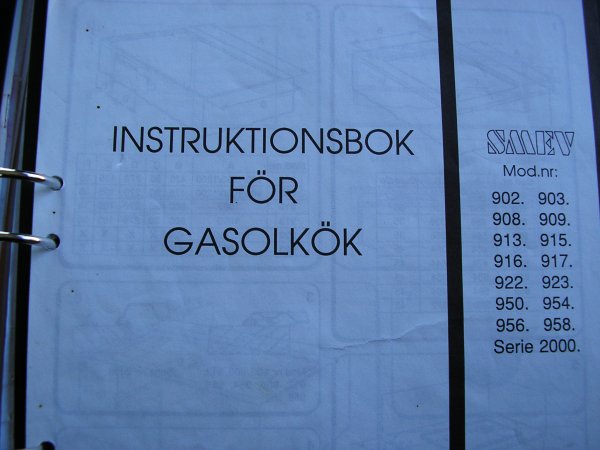 INSTRUKTIONSBOK
FÖR
GASOLKÖK
SMEV
Mod.nr:
902. 903.
908. 909.
913. 915.
916. 917.
922. 923.
950. 954.
956. 958.
Serie 2000.